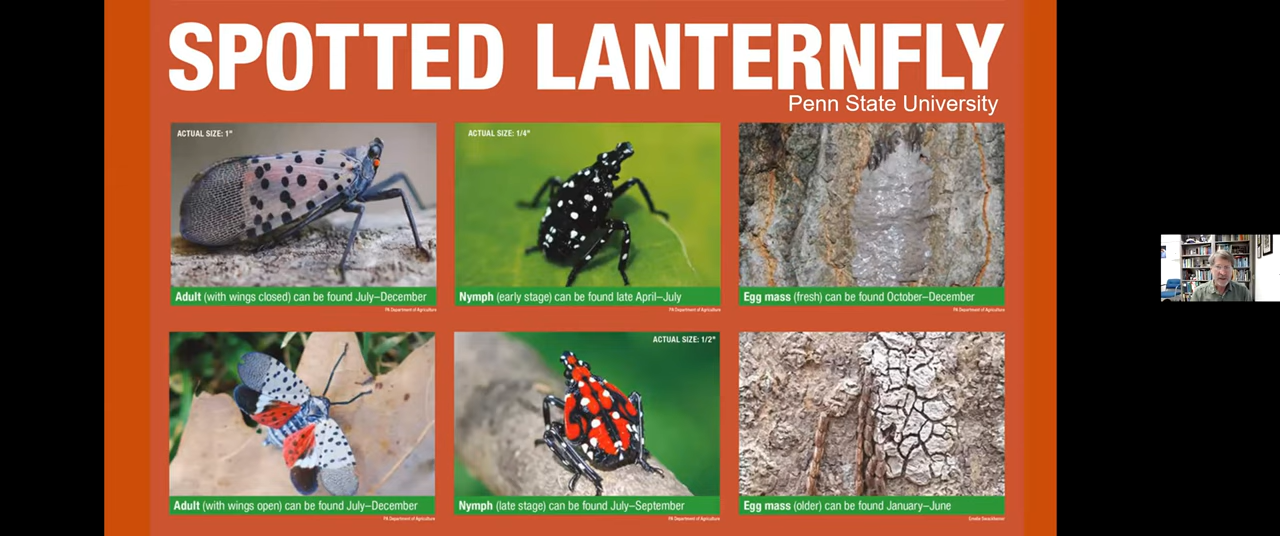 SPOTTED LANTERNFLY
Penn State University
ACTUAL SIZE: 1"
Adult (with wings closed) can be found July–December
PA Department of Agriculture
ACTUAL SIZE: 1/4"
Nymph (early stage) can be found late April–July
PA Department of Agriculture
Egg mass (fresh) can be found October–December
PA Department of Agriculture
Adult (with wings open) can be found July–December
PA Department of Agriculture
ACTUAL SIZE: 1/2"
Nymph (late stage) can be found July–September
PA Department of Agriculture
Egg mass (older) can be found January–June